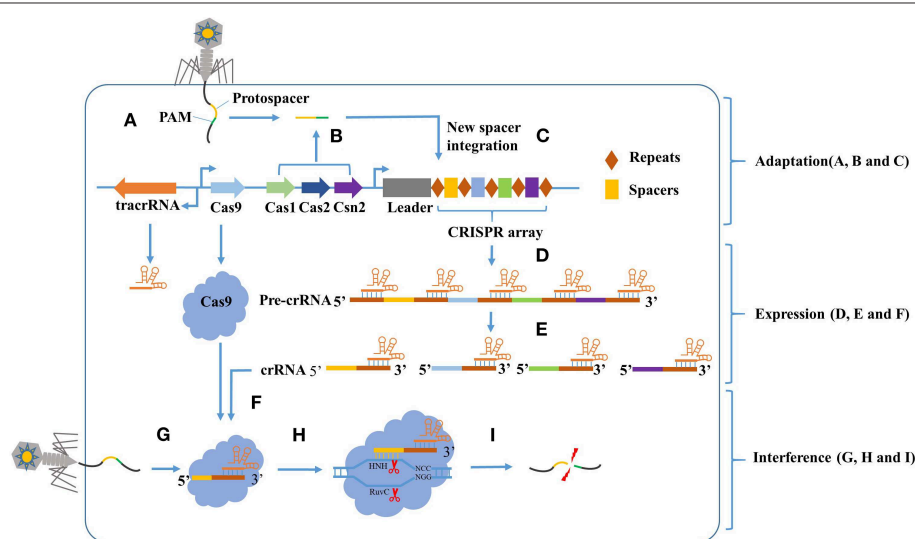 Protospacer
A
PAM
B
New spacer
integration
C
Repeats
Spacers
Adaptation(A, B and C)
tracrRNA
Cas9
Cas1
Cas2
Csn2
Leader
CRISPR array
D
Cas9
Pre-crRNA 5’
3’
Expression (D, E and F)
E
crRNA 5’
3’
5’
3’
5’
3’
5’
3’
F
G
H
I
5’
3’
3’
HNH
NCC
NGG
RuvC
Interference (G, H and I)